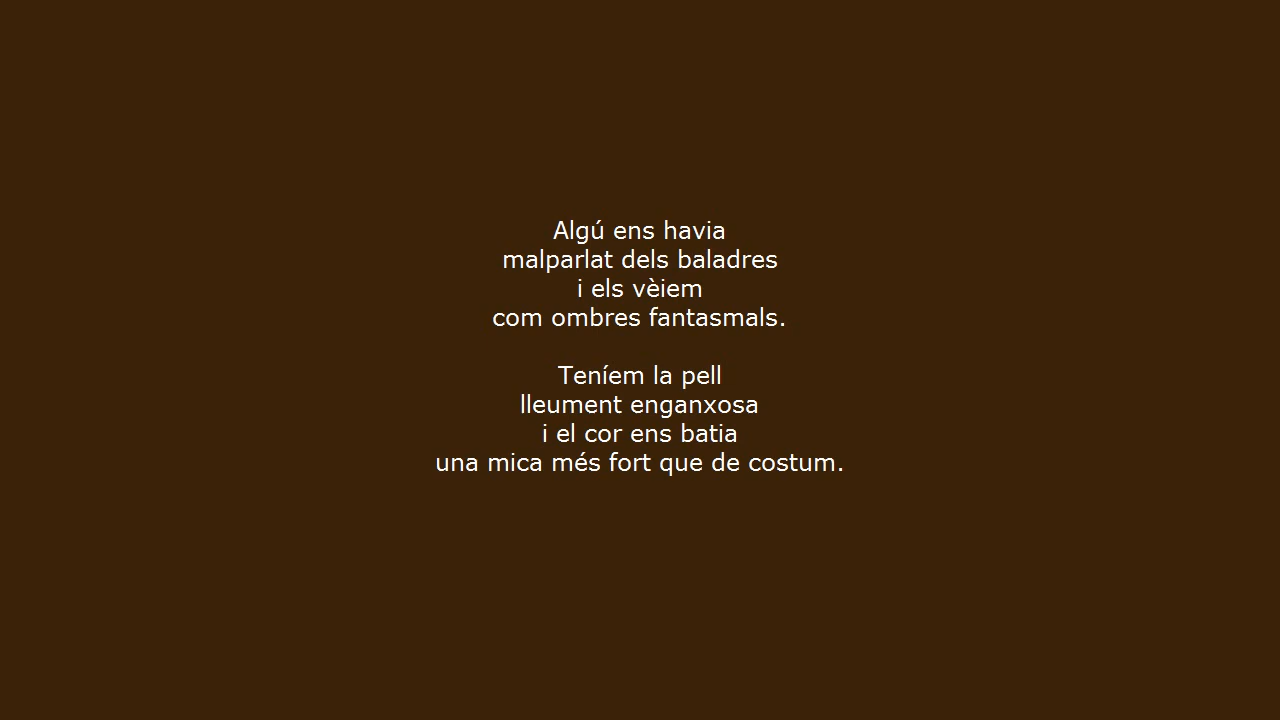 Algú ens havia
malparlat dels baladres
i els vèiem
com ombres fantasmals.
Teníem la pell
lleument enganxosa
i el cor ens batia
una mica més fort que de costum.